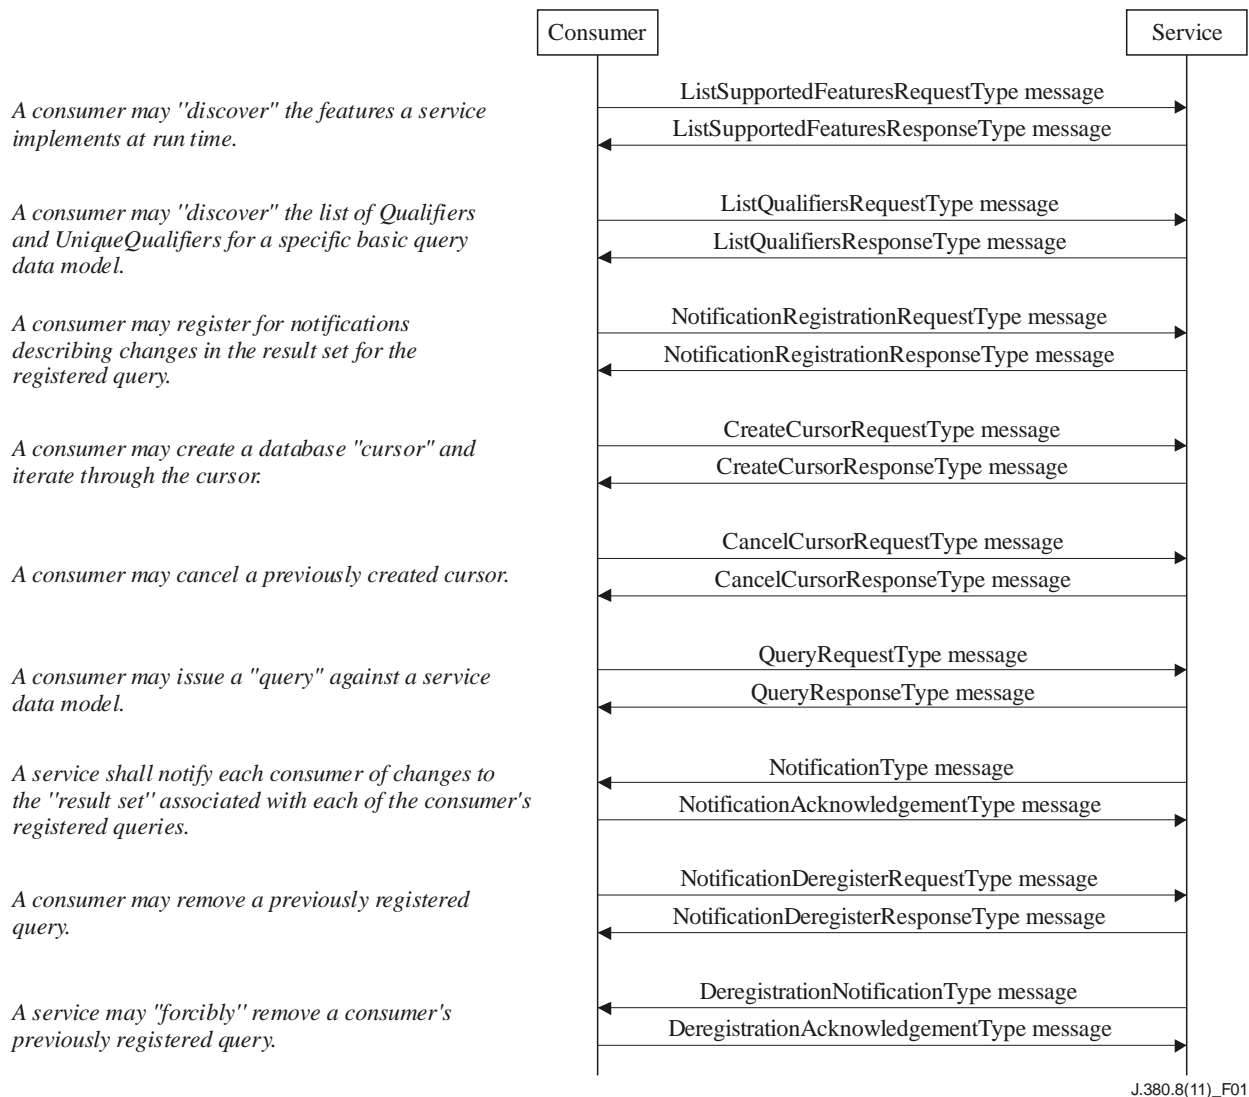 Consumer
Service
A consumer may "discover" the features a service
implements at run time.
ListSupportedFeaturesRequestType message
ListSupportedFeaturesResponseType message
A consumer may "discover" the list of Qualifiers
and UniqueQualifiers for a specific basic query
data model.
ListQualifiersRequestType message
ListQualifiersResponseType message
A consumer may register for notifications
describing changes in the result set for the
registered query.
NotificationRegistrationRequestType message
NotificationRegistrationResponseType message
A consumer may create a database "cursor" and
iterate through the cursor.
CreateCursorRequestType message
CreateCursorResponseType message
A consumer may cancel a previously created cursor.
CancelCursorRequestType message
CancelCursorResponseType message
A consumer may issue a "query" against a service
data model.
QueryRequestType message
QueryResponseType message
A service shall notify each consumer of changes to
the "result set" associated with each of the consumer's
registered queries.
NotificationType message
NotificationAcknowledgementType message
A consumer may remove a previously registered
query.
NotificationDeregisterRequestType message
NotificationDeregisterResponseType message
A service may "forcibly" remove a consumer's
previously registered query.
DeregistrationNotificationType message
DeregistrationAcknowledgementType message
J.380.8(11)_F01